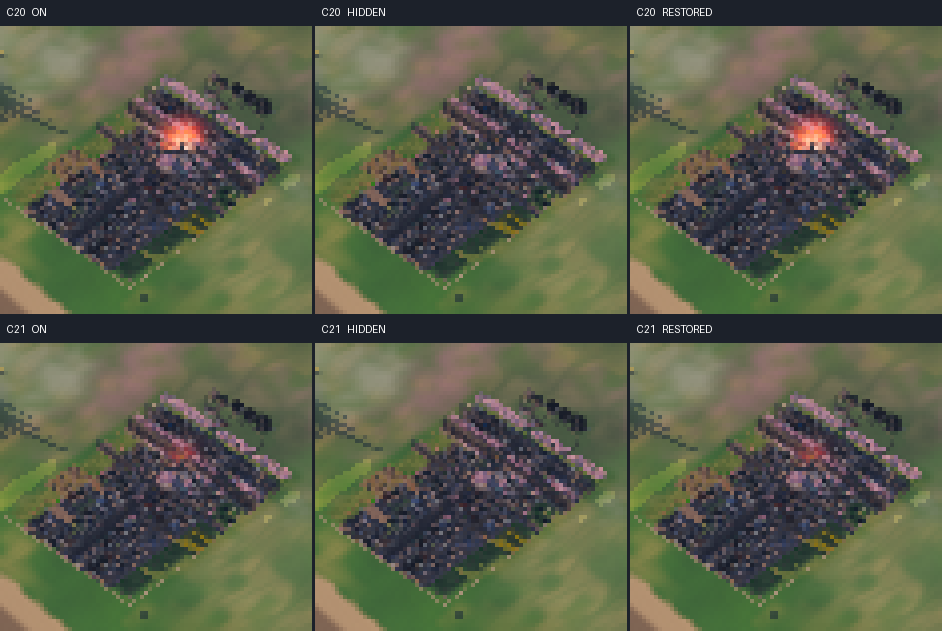 C20 ON
C20 HIDDEN
C20 RESTORED
C21 ON
C21 HIDDEN
C21 RESTORED